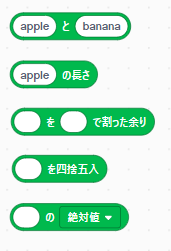 apple と banana
apple の長さ
を で割った余り
を四捨五入
の 絶対値